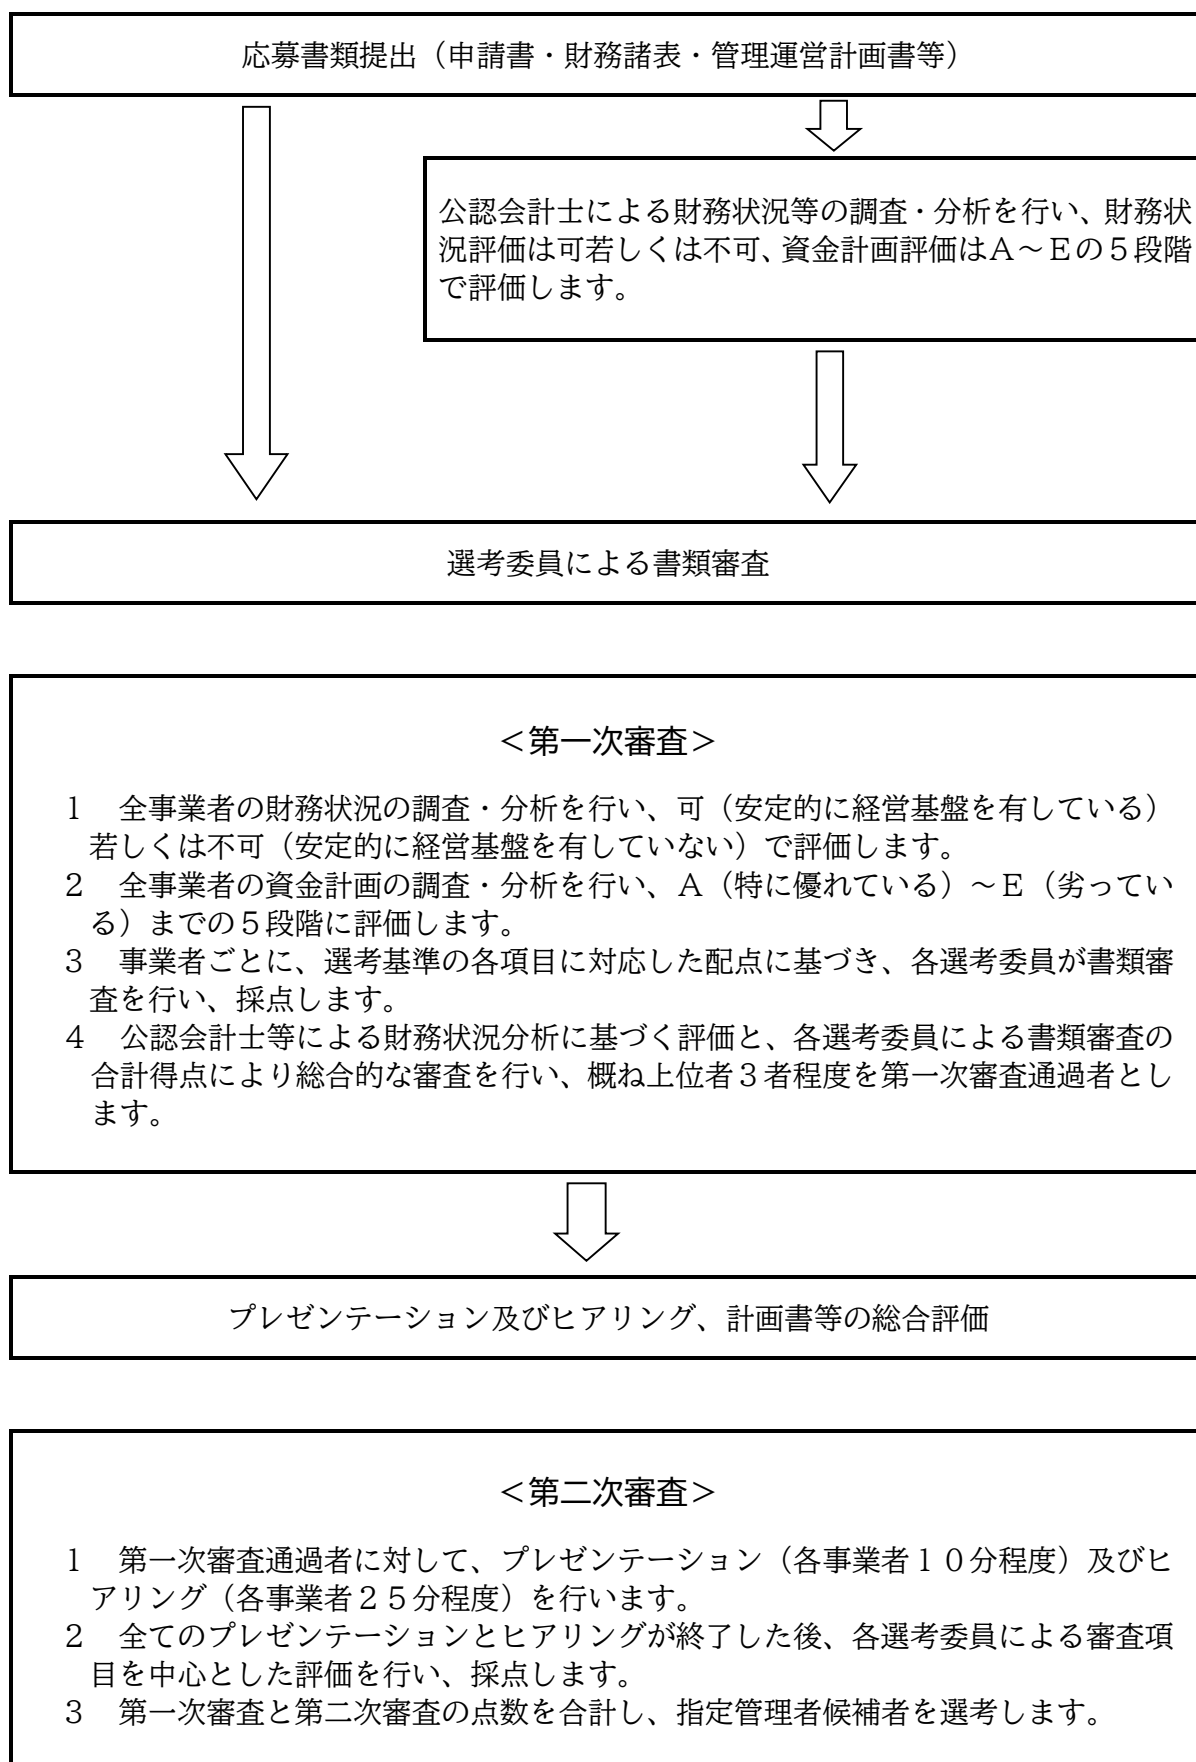 応募書類提出（申請書・財務諸表・管理運営計画書等）
公認会計士による財務状況等の調査・分析を行い、財務状
況評価は可若しくは不可、資金計画評価はＡ～Ｅの５段階
で評価します。
選考委員による書類審査
＜第一次審査＞
１　全事業者の財務状況の調査・分析を行い、可（安定的に経営基盤を有している）
若しくは不可（安定的に経営基盤を有していない）で評価します。
２　全事業者の資金計画の調査・分析を行い、Ａ（特に優れている）～Ｅ（劣ってい
る）までの５段階に評価します。
３　事業者ごとに、選考基準の各項目に対応した配点に基づき、各選考委員が書類審
査を行い、採点します。
４　公認会計士等による財務状況分析に基づく評価と、各選考委員による書類審査の
合計得点により総合的な審査を行い、概ね上位者３者程度を第一次審査通過者とし
ます。
プレゼンテーション及びヒアリング、計画書等の総合評価
＜第二次審査＞
１　第一次審査通過者に対して、プレゼンテーション（各事業者１０分程度）及びヒ
アリング（各事業者２５分程度）を行います。
２　全てのプレゼンテーションとヒアリングが終了した後、各選考委員による審査項
目を中心とした評価を行い、採点します。
３　第一次審査と第二次審査の点数を合計し、指定管理者候補者を選考します。